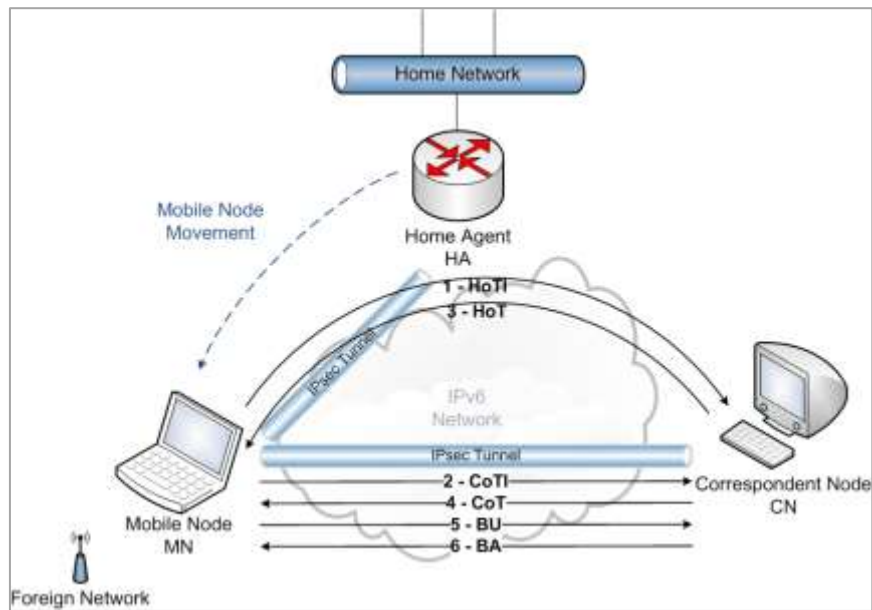 Home Network
Mobile Node
Movement
Home Agent
HA
1 - HoTI
3 - HoT
IPsec Tunnel
IPv6
Network
IPsec Tunnel
2 - CoTI
4 - CoT
5 - BU
6 - BA
Correspondent Node
CN
Mobile Node
MN
Foreign Network